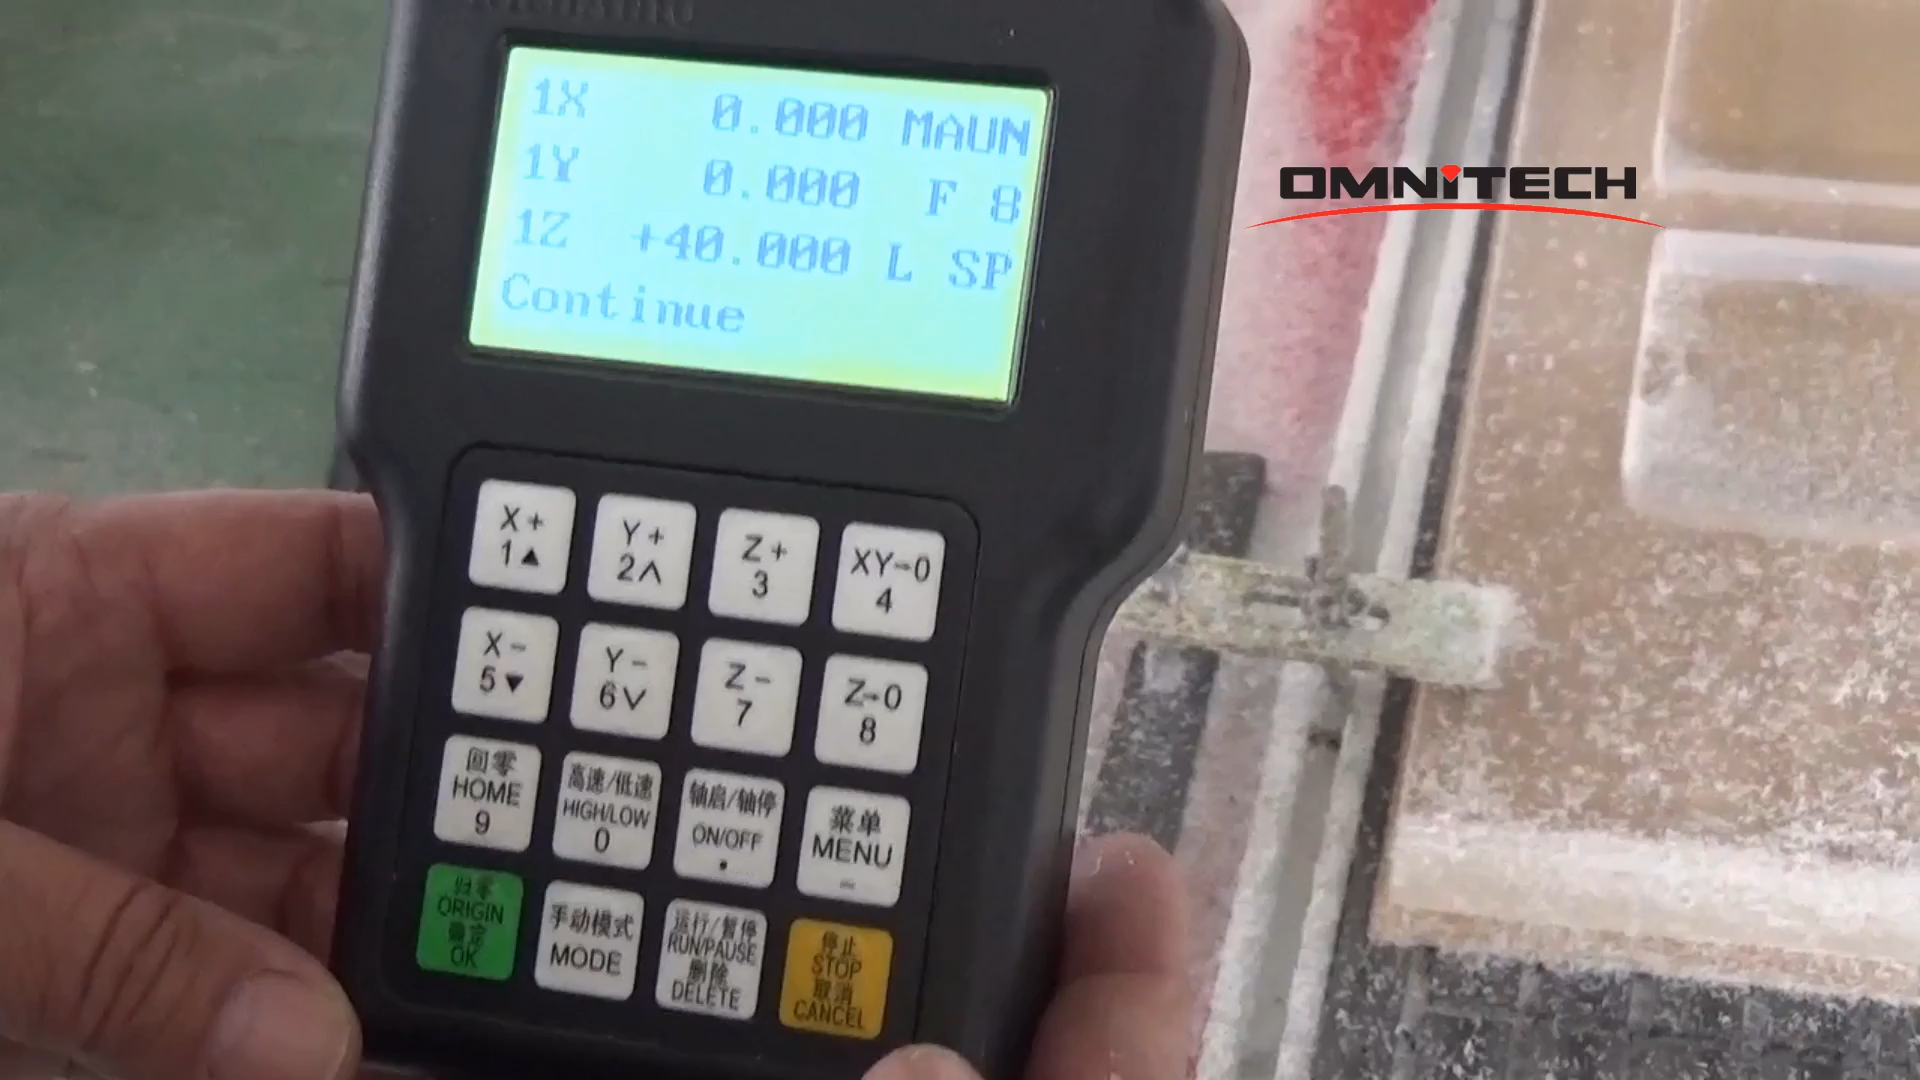 1X 0.000 MAUN
1Y 0.000 F 8
1Z +40.000 L SP
Continue
OMNiTECH
X+
1▲
Y+
2∧
Z+
3
XY→0
4
X-
5▼
Y-
6∨
Z-
7
Z→0
8
回零
HOME
9
高速/低速
HIGH/LOW
0
轴启/轴停
ON/OFF
.
菜单
MENU
-
归零
ORIGIN
确定
OK
手动模式
MODE
运行/暂停
RUN/PAUSE
删除
DELETE
停止
STOP
取消
CANCEL